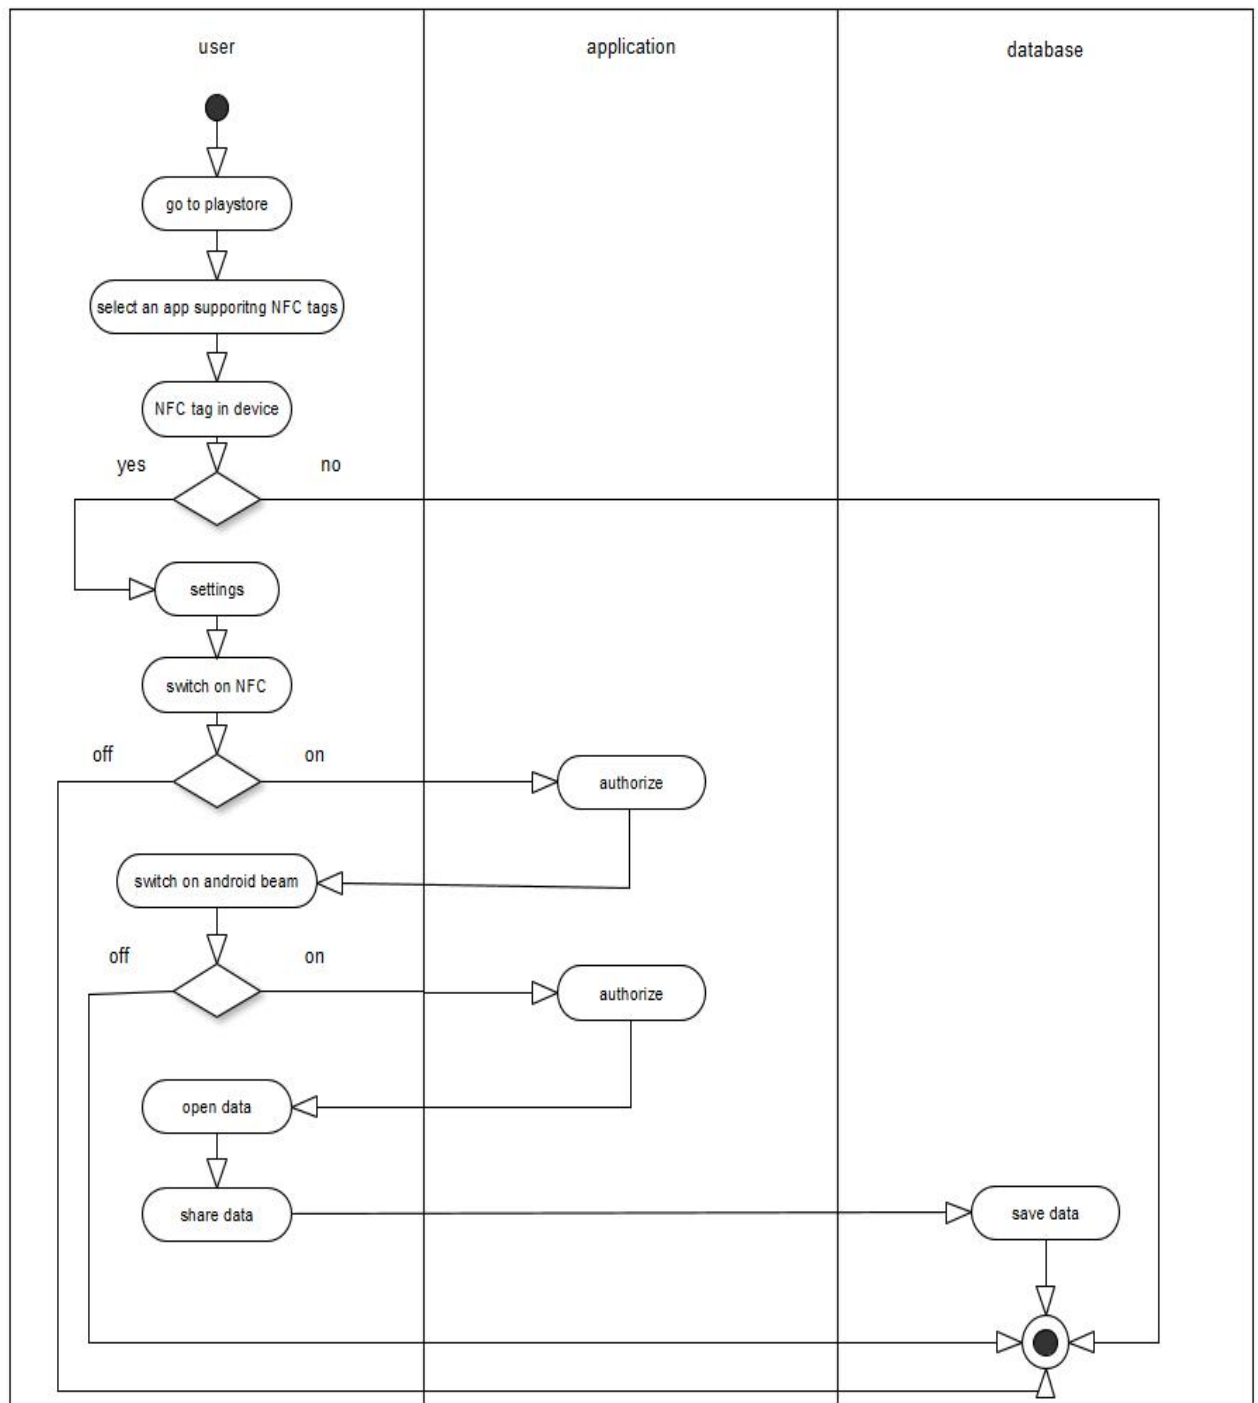 user
application
database
go to playstore
select an app supporitng NFC tags
NFC tag in device
yes
no
settings
switch on NFC
off
on
authorize
switch on android beam
off
on
authorize
open data
share data
save data